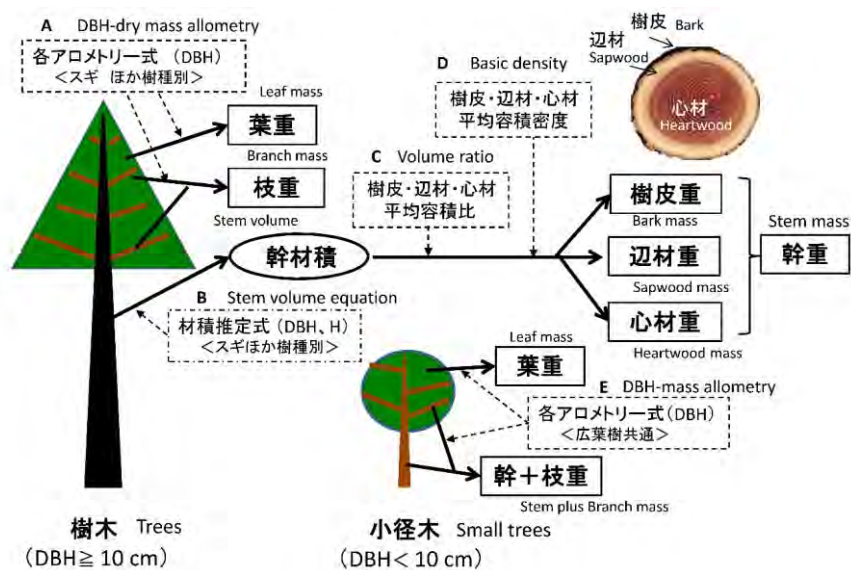 A DBH-dry mass allometry
各アロメトリー式 (DBH)
<スギ ほか樹種別>
Leaf mass
葉重
Branch mass
枝重
Stem volume
幹材積
B Stem volume equation
材積推定式(DBH、H)
<スギほか樹種別>
C Volume ratio
樹皮・辺材・心材
平均容積比
D Basic density
樹皮・辺材・心材
平均容積密度
樹皮 Bark
辺材
Sapwood
心材
Heartwood
樹皮重
Bark mass
辺材重
Sapwood mass
心材重
Heartwood mass
Stem mass
幹重
Leaf mass
葉重
E DBH-mass allometry
各アロメトリー式(DBH)
<広葉樹共通>
幹+枝重
Stem plus Branch mass
樹木 Trees
(DBH≧10 cm)
小径木 Small trees
(DBH<10 cm)